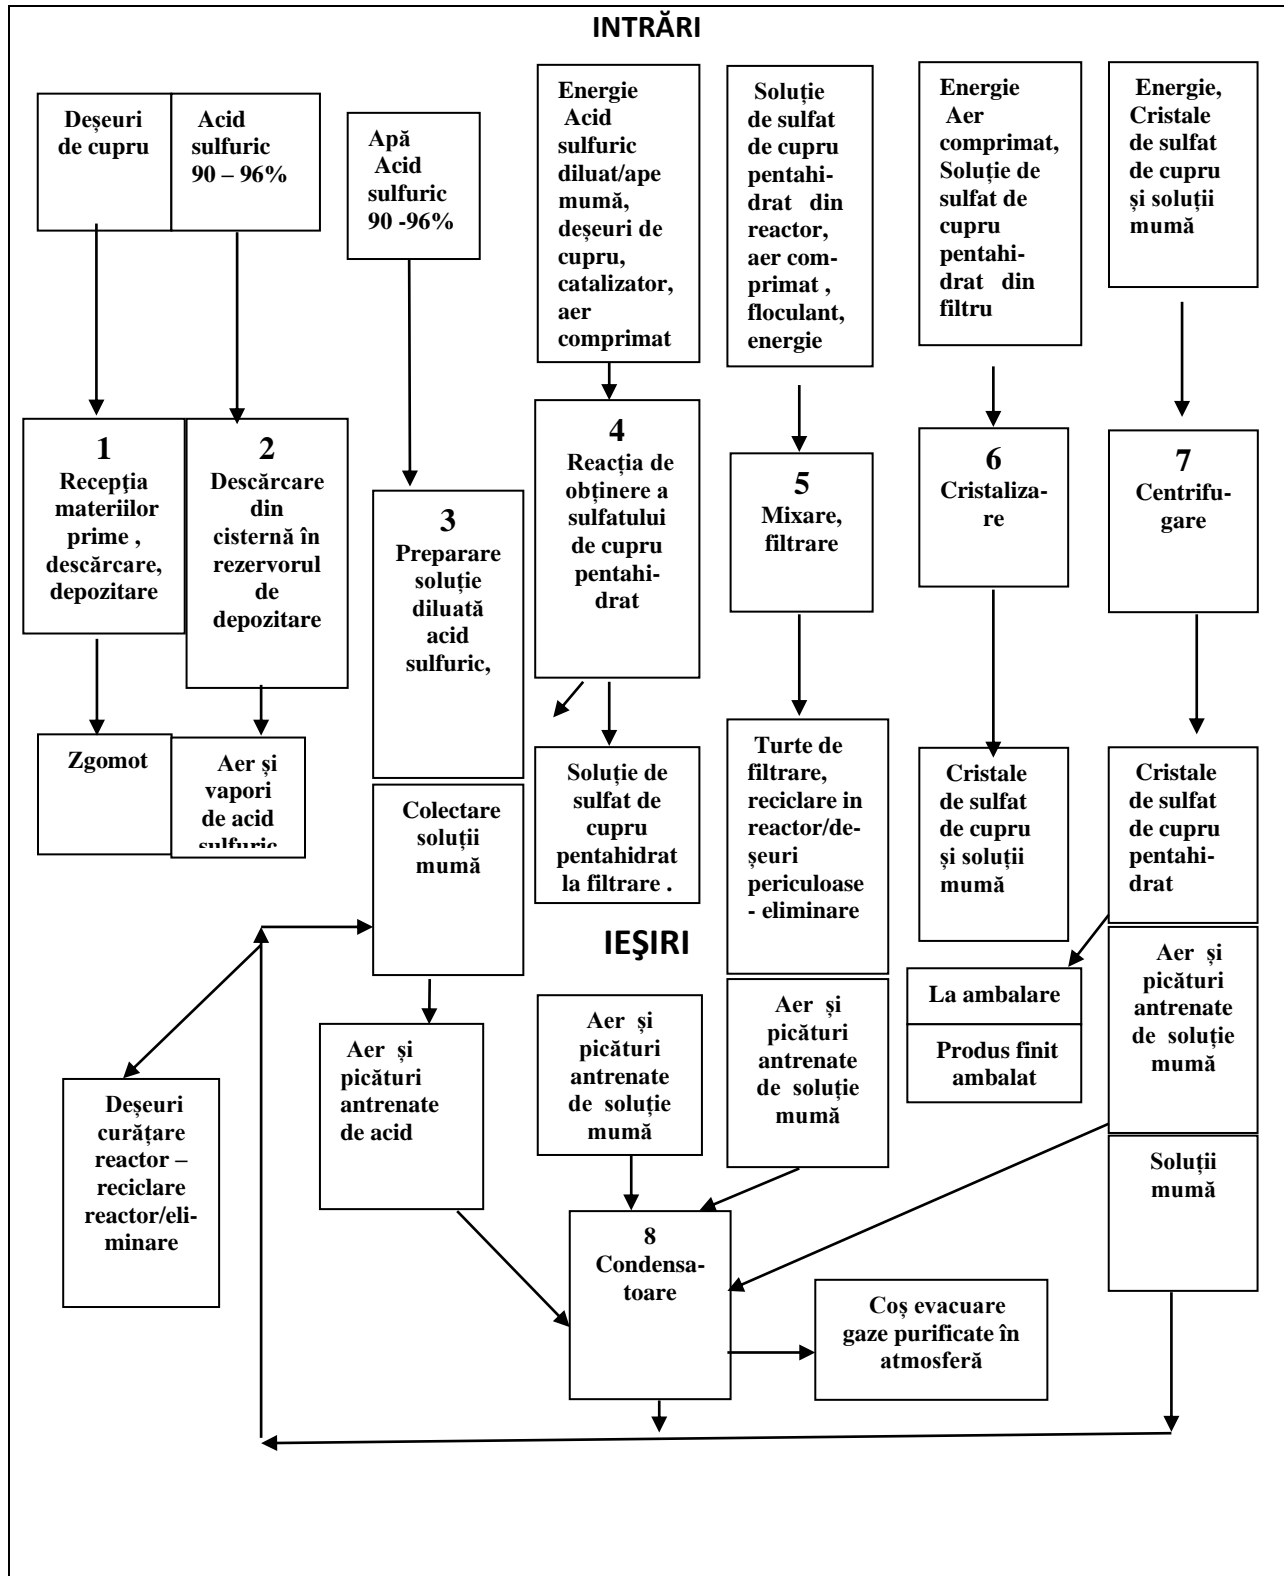 INTRĂRI
Deșeuri
de cupru
Acid
sulfuric
90 – 96%
Apă
Acid
sulfuric
90 -96%
Energie
Acid
sulfuric
diluat/ape
mumă,
deșeuri de
cupru,
catalizator,
aer
comprimat
Soluție
de sulfat
de cupru
pentahi-
drat din
reactor,
aer com-
primat ,
floculant,
energie
Energie
Aer
comprimat,
Soluție de
sulfat de
cupru
pentahi-
drat din
filtru
Energie,
Cristale
de sulfat
de cupru
și soluții
mumă
1
Recepţia
materiilor
prime ,
descărcare,
depozitare
2
Descărcare
din
cisternă în
rezervorul
de
depozitare
3
Preparare
soluție
diluată
acid
sulfuric,
4
Reacția de
obținere a
sulfatului
de cupru
pentahi-
drat
5
Mixare,
filtrare
6
Cristaliza-
re
7
Centrifu-
gare
Zgomot
Aer și
vapori
de acid
sulfuric
Colectare
soluții
mumă
Soluție de
sulfat de
cupru
pentahidrat
la filtrare .
Turte de
filtrare,
reciclare in
reactor/de-
șeuri
periculoase
- eliminare
Cristale
de sulfat
de cupru
și soluții
mumă
Cristale
de sulfat
de cupru
pentahi-
drat
IEŞIRI
La ambalare
Produs finit
ambalat
Aer și
picături
antrenate
de soluție
mumă
Deșeuri
curățare
reactor –
reciclare
reactor/eli-
minare
Aer și
picături
antrenate
de acid
Aer și
picături
antrenate
de soluție
mumă
Aer și
picături
antrenate
de soluție
mumă
Soluții
mumă
8
Condensa-
toare
Coș evacuare
gaze purificate în
atmosferă